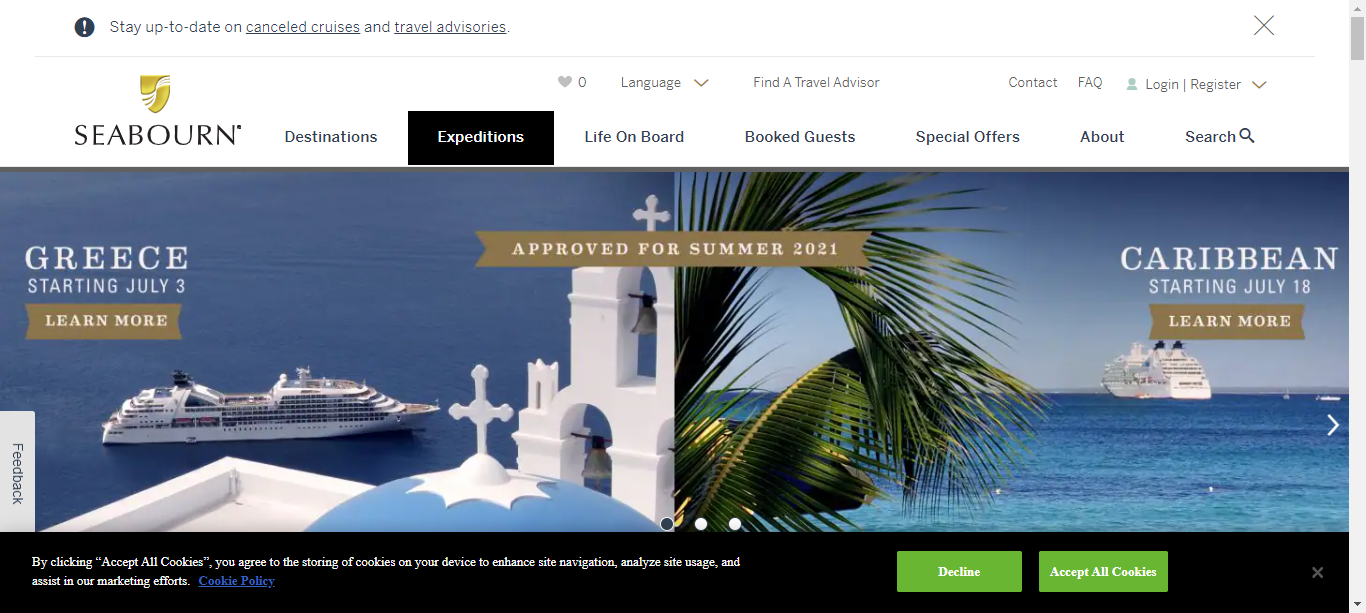 Stay up-to-date on canceled cruises and travel advisories.
0
Language
Find A Travel Advisor
Contact
FAQ
Login | Register
SEABOURN
Destinations
Expeditions
Life On Board
Booked Guests
Special Offers
About
Search
APPROVED FOR SUMMER 2021
GREECE
STARTING JULY 3
LEARN MORE
CARIBBEAN
STARTING JULY 18
LEARN MORE
Feedback
By clicking “Accept All Cookies”, you agree to the storing of cookies on your device to enhance site navigation, analyze site usage, and
assist in our marketing efforts. Cookie Policy
Decline
Accept All Cookies